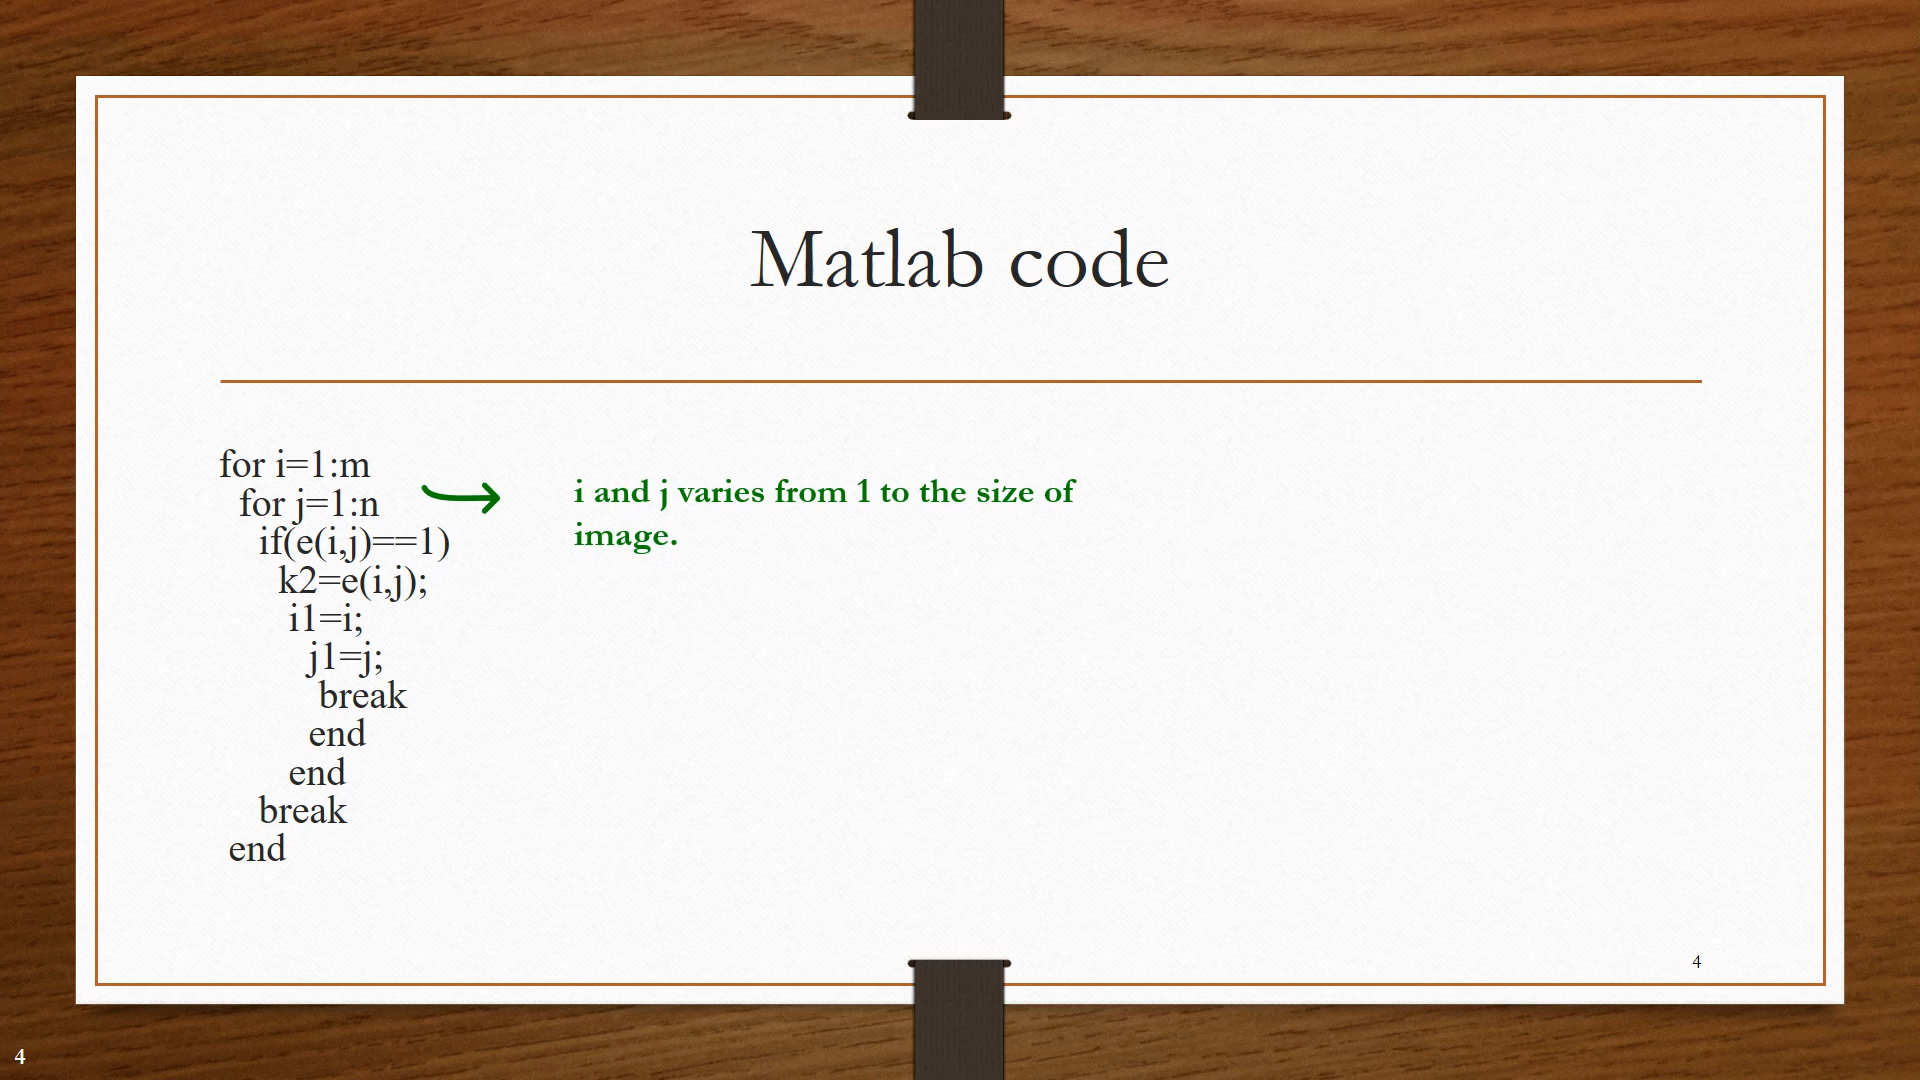 Matlab code
for i=1:m
for j=1:n
if(e(i,j)==1)
k2=e(i,j);
i1=i;
j1=j;
break
end
end
break
end
i and j varies from 1 to the size of
image.
4
4